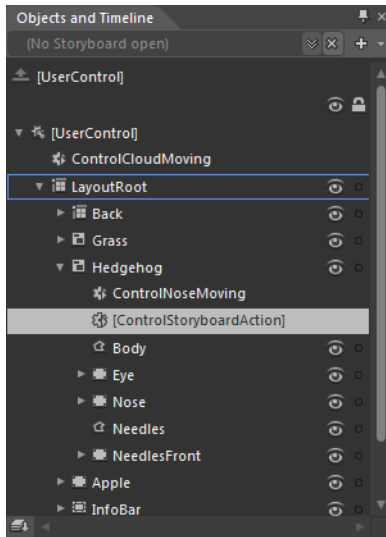 Objects and Timeline
(No Storyboard open)
[UserControl]
[UserControl]
ControlCloudMoving
LayoutRoot
Back
Grass
Hedgehog
ControlNoseMoving
[ControlStoryboardAction]
Body
Eye
Nose
Needles
NeedlesFront
Apple
InfoBar